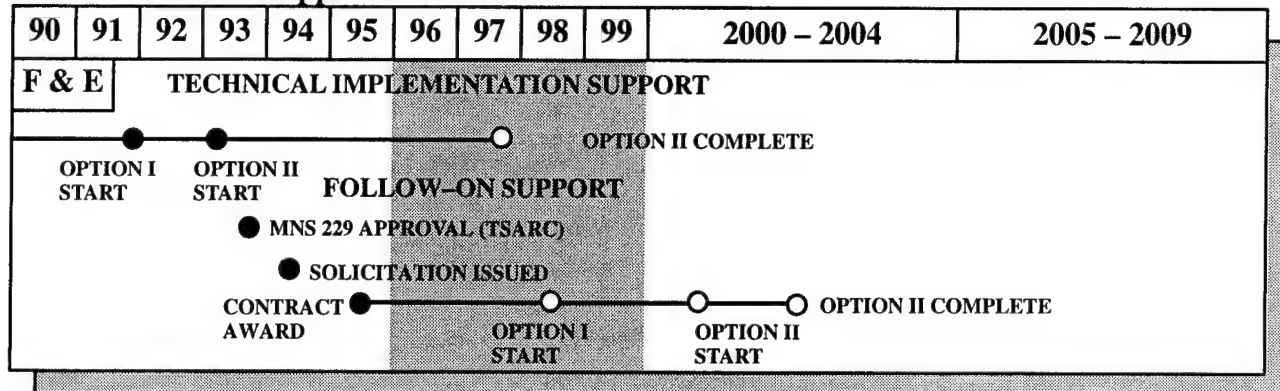 90 91 92 93 94 95 96 97 98 99 2000 – 2004 2005 – 2009
F & E TECHNICAL IMPLEMENTATION SUPPORT
OPTION II COMPLETE
OPTION I
START
OPTION II
START
FOLLOW–ON SUPPORT
MNS 229 APPROVAL (TSARC)
SOLICITATION ISSUED
CONTRACT
AWARD
OPTION II COMPLETE
OPTION I
START
OPTION II
START